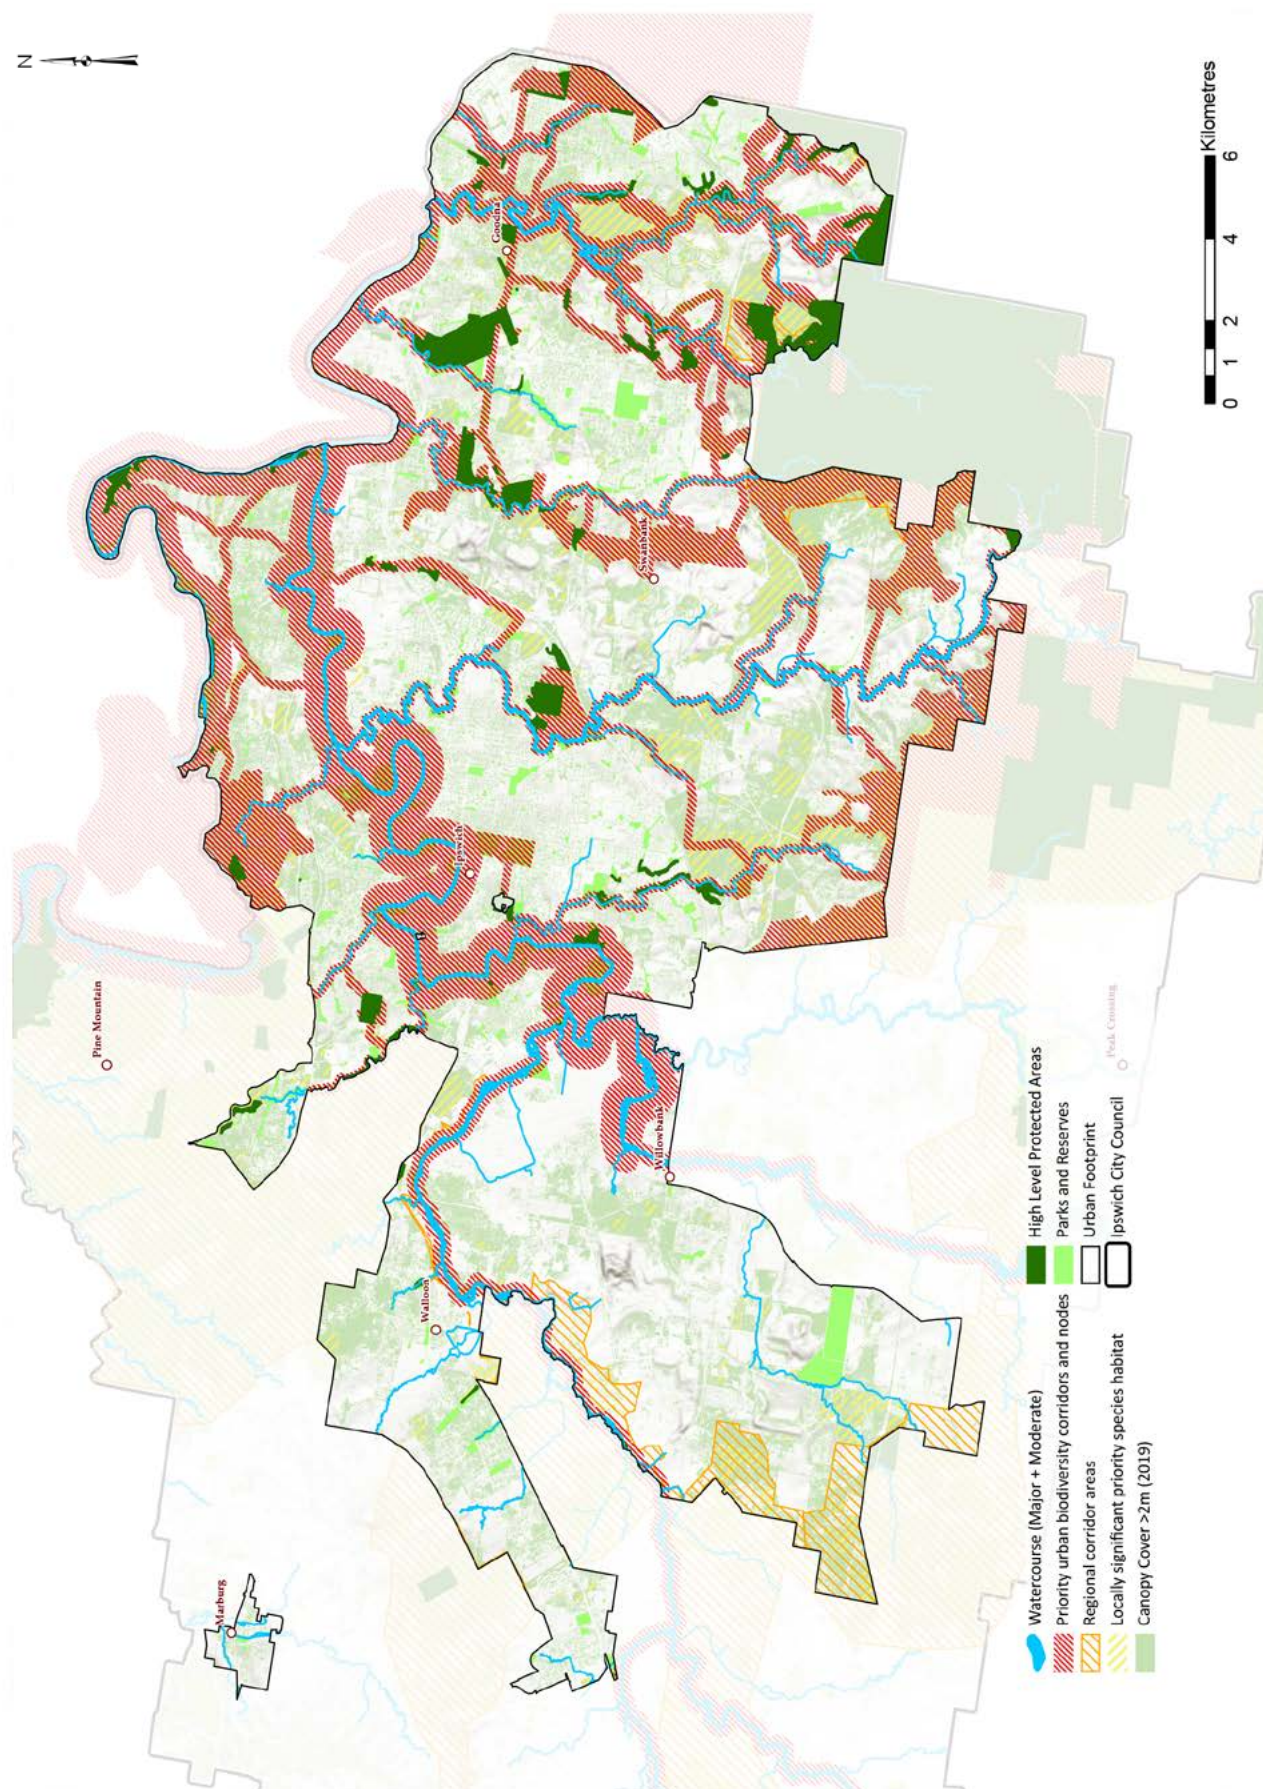 N
Marburg
Pine Mountain
Walloon
Ipswich
Goodna
Willowbank
Swanbank
Peak Crossing
Watercourse (Major + Moderate)
Priority urban biodiversity corridors and nodes
Regional corridor areas
Locally significant priority species habitat
Canopy Cover >2m (2019)
High Level Protected Areas
Parks and Reserves
Urban Footprint
Ipswich City Council
0 1 2 4 6
Kilometres